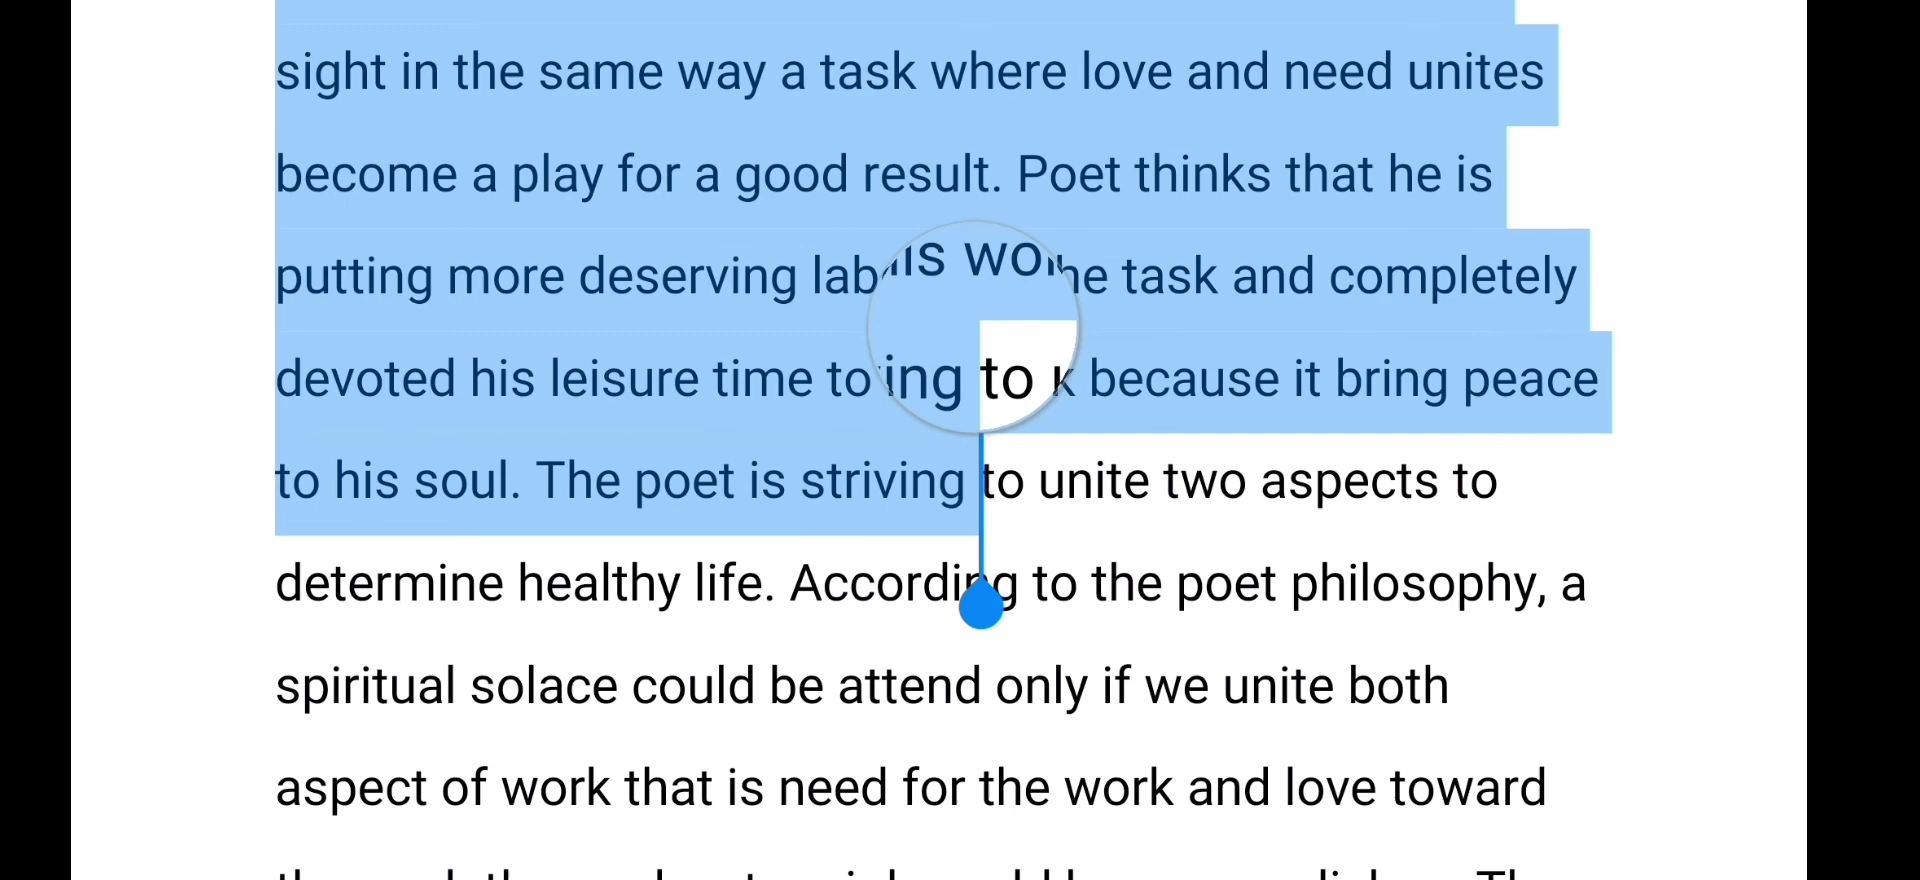 sight in the same way a task where love and need unites
become a play for a good result. Poet thinks that he is
putting more deserving task and completely
devoted his leisure time to because it bring peace
to his soul. The poet is striving to unite two aspects to
determine healthy life. According to the poet philosophy, a
spiritual solace could be attend only if we unite both
aspect of work that is need for the work and love toward